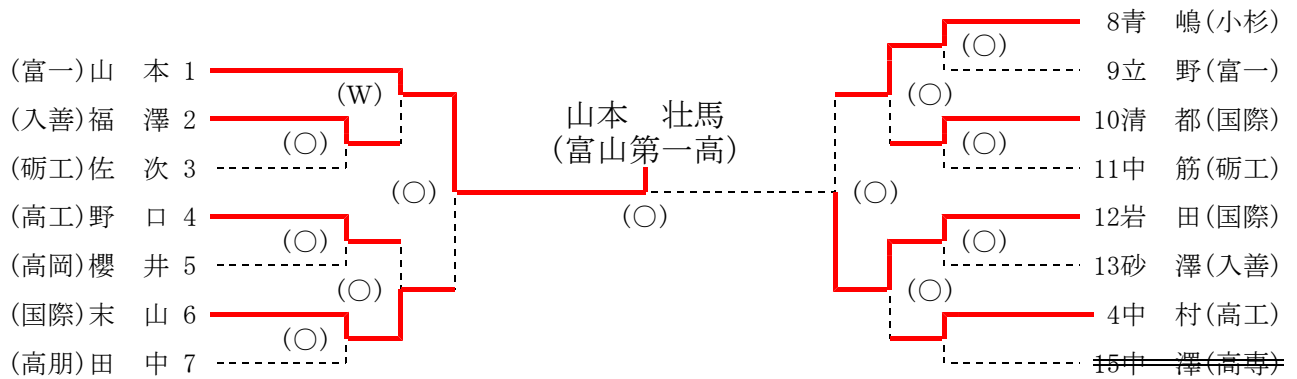 (富一)山　本 1
(W)
(入善)福　澤 2
(○)
(砺工)佐　次 3
(○)
(高工)野　口 4
(○)
(高岡)櫻　井 5
(○)
(国際)末　山 6
(○)
(高朋)田　中 7
山本　壮馬
(富山第一高)
(○)
8青　嶋(小杉)
(○)
9立　野(富一)
(○)
10清　都(国際)
(○)
11中　筋(砺工)
(○)
12岩　田(国際)
(○)
13砂　澤(入善)
(○)
4中　村(高工)
15中　澤(高専)